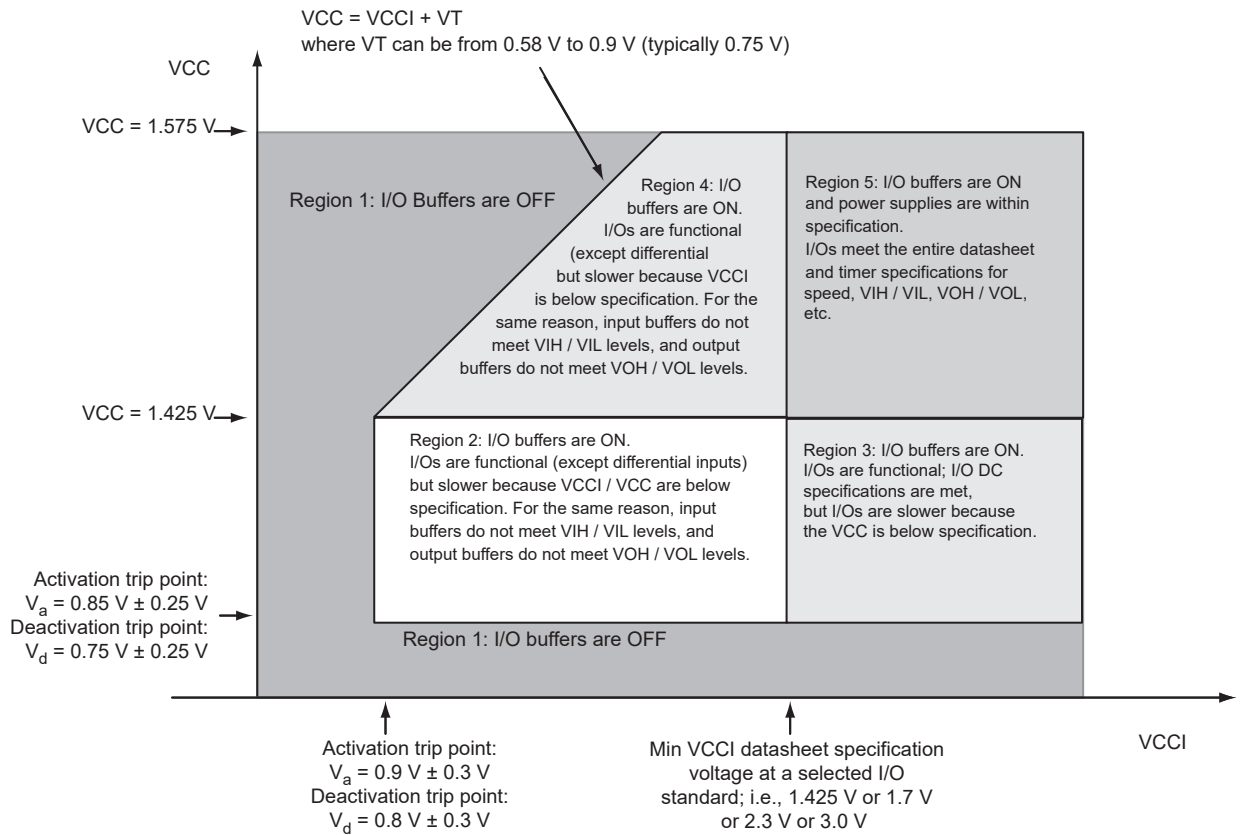 VCC = VCCI + VT
where VT can be from 0.58 V to 0.9 V (typically 0.75 V)
VCC
VCC = 1.575 V
Region 1: I/O Buffers are OFF
Region 4: I/O
buffers are ON.
I/Os are functional
(except differential
but slower because VCCI
is below specification. For the
same reason, input buffers do not
meet VIH / VIL levels, and output
buffers do not meet VOH / VOL levels.
Region 5: I/O buffers are ON
and power supplies are within
specification.
I/Os meet the entire datasheet
and timer specifications for
speed, VIH / VIL, VOH / VOL,
etc.
VCC = 1.425 V
Region 2: I/O buffers are ON.
I/Os are functional (except differential inputs)
but slower because VCCI / VCC are below
specification. For the same reason, input
buffers do not meet VIH / VIL levels, and
output buffers do not meet VOH / VOL levels.
Region 3: I/O buffers are ON.
I/Os are functional; I/O DC
specifications are met,
but I/Os are slower because
the VCC is below specification.
Activation trip point:
Va = 0.85 V ± 0.25 V
Deactivation trip point:
Vd = 0.75 V ± 0.25 V
Region 1: I/O buffers are OFF
Activation trip point:
Va = 0.9 V ± 0.3 V
Deactivation trip point:
Vd = 0.8 V ± 0.3 V
Min VCCI datasheet specification
voltage at a selected I/O
standard; i.e., 1.425 V or 1.7 V
or 2.3 V or 3.0 V
VCCI